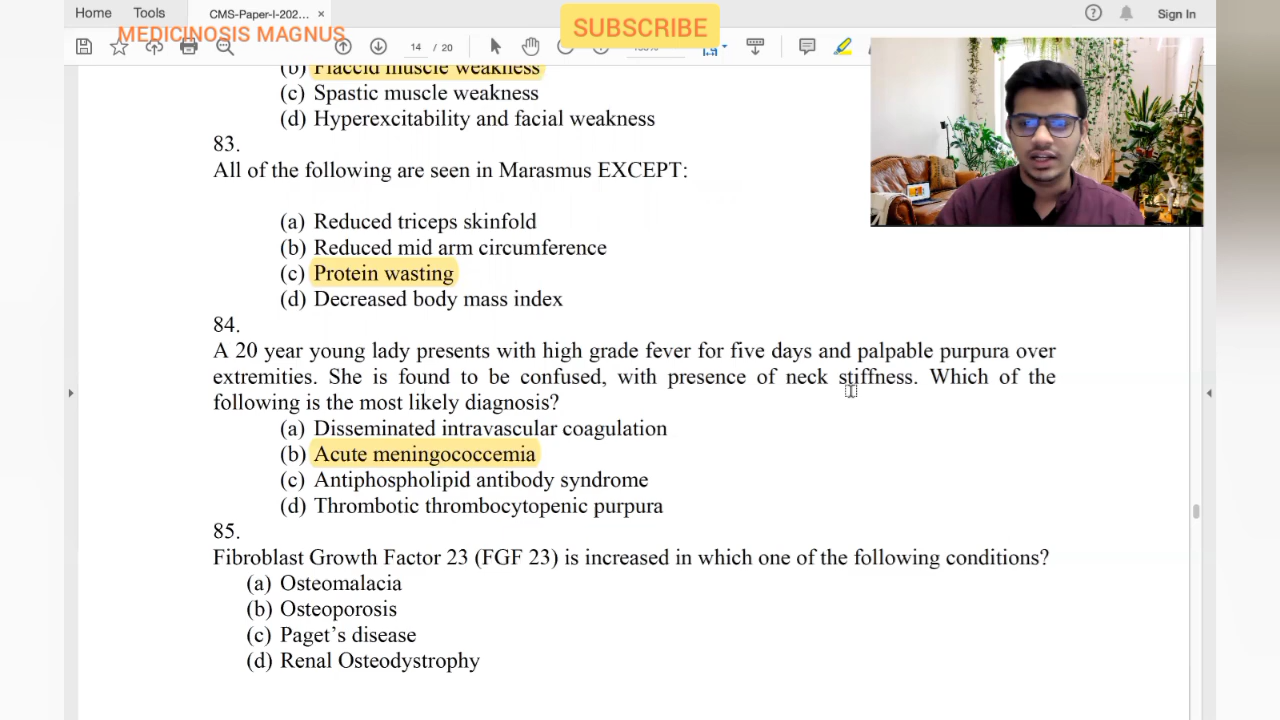 Home Tools CMS-Paper-I-202... × Sign In
MEDICINOSIS MAGNUS
SUBSCRIBE
14 / 20
(b) Flaccid muscle weakness
(c) Spastic muscle weakness
(d) Hyperexcitability and facial weakness
83.
All of the following are seen in Marasmus EXCEPT:
(a) Reduced triceps skinfold
(b) Reduced mid arm circumference
(c) Protein wasting
(d) Decreased body mass index
84.
A 20 year young lady presents with high grade fever for five days and palpable purpura over
extremities. She is found to be confused, with presence of neck stiffness. Which of the
following is the most likely diagnosis?
(a) Disseminated intravascular coagulation
(b) Acute meningococcemia
(c) Antiphospholipid antibody syndrome
(d) Thrombotic thrombocytopenic purpura
85.
Fibroblast Growth Factor 23 (FGF 23) is increased in which one of the following conditions?
(a) Osteomalacia
(b) Osteoporosis
(c) Paget’s disease
(d) Renal Osteodystrophy